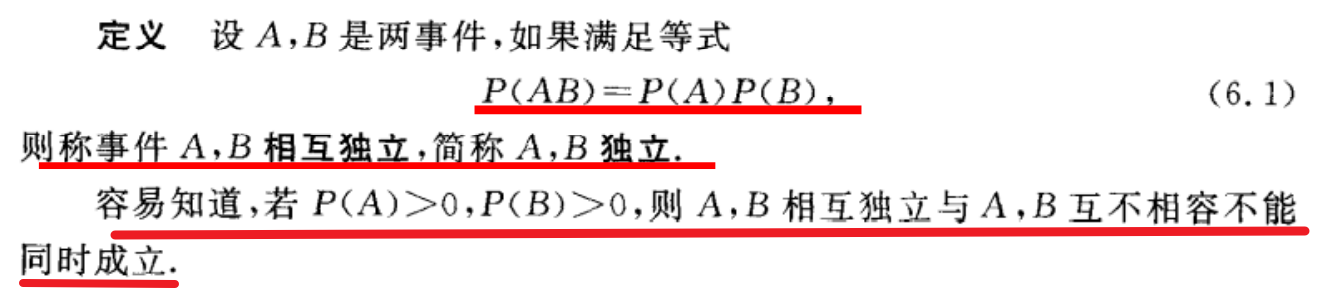 定义 设 A,B 是两事件,如果满足等式
P(AB)=P(A)P(B), (6.1)
则称事件 A,B 相互独立,简称 A,B 独立.
容易知道,若 P(A)>0,P(B)>0,则 A,B 相互独立与 A,B 互不相容不能
同时成立.